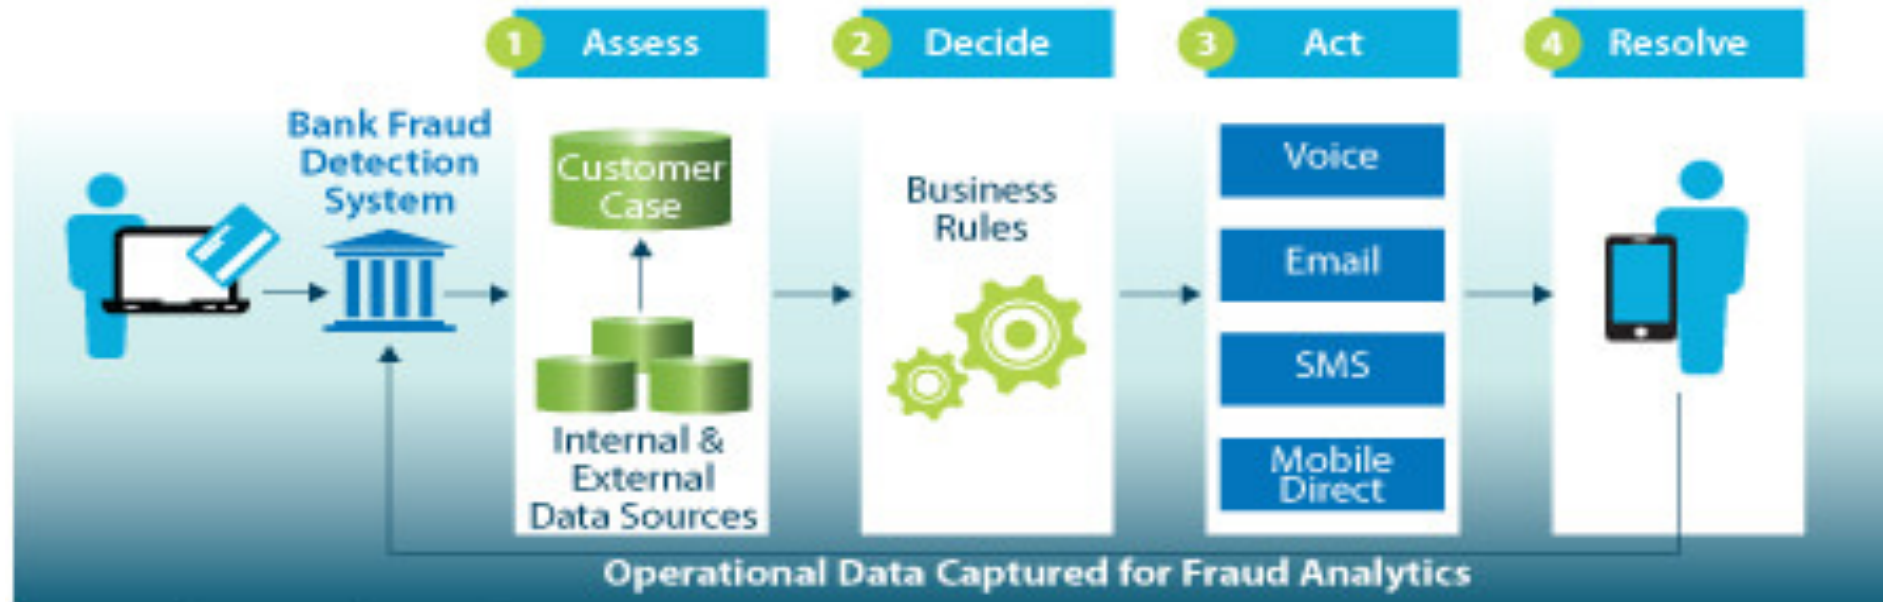 1 Assess
2 Decide
3 Act
4 Resolve
Bank Fraud
Detection
System
Customer
Case
Internal &
External
Data Sources
Business
Rules
Voice
Email
SMS
Mobile
Direct
Operational Data Captured for Fraud Analytics